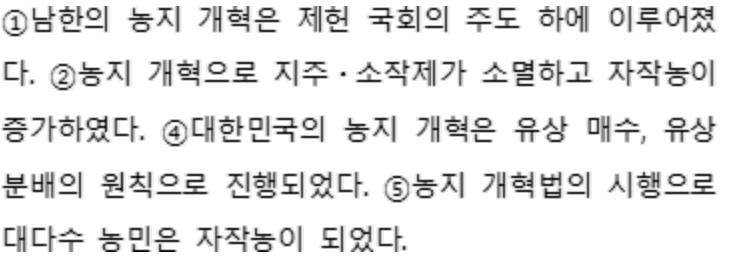 ①남한의 농지 개혁은 제헌 국회의 주도 하에 이루어졌
다. ②농지 개혁으로 지주·소작제가 소멸하고 자작농이
증가하였다. ④대한민국의 농지 개혁은 유상 매수, 유상
분배의 원칙으로 진행되었다. ⑤농지 개혁법의 시행으로
대다수 농민은 자작농이 되었다.